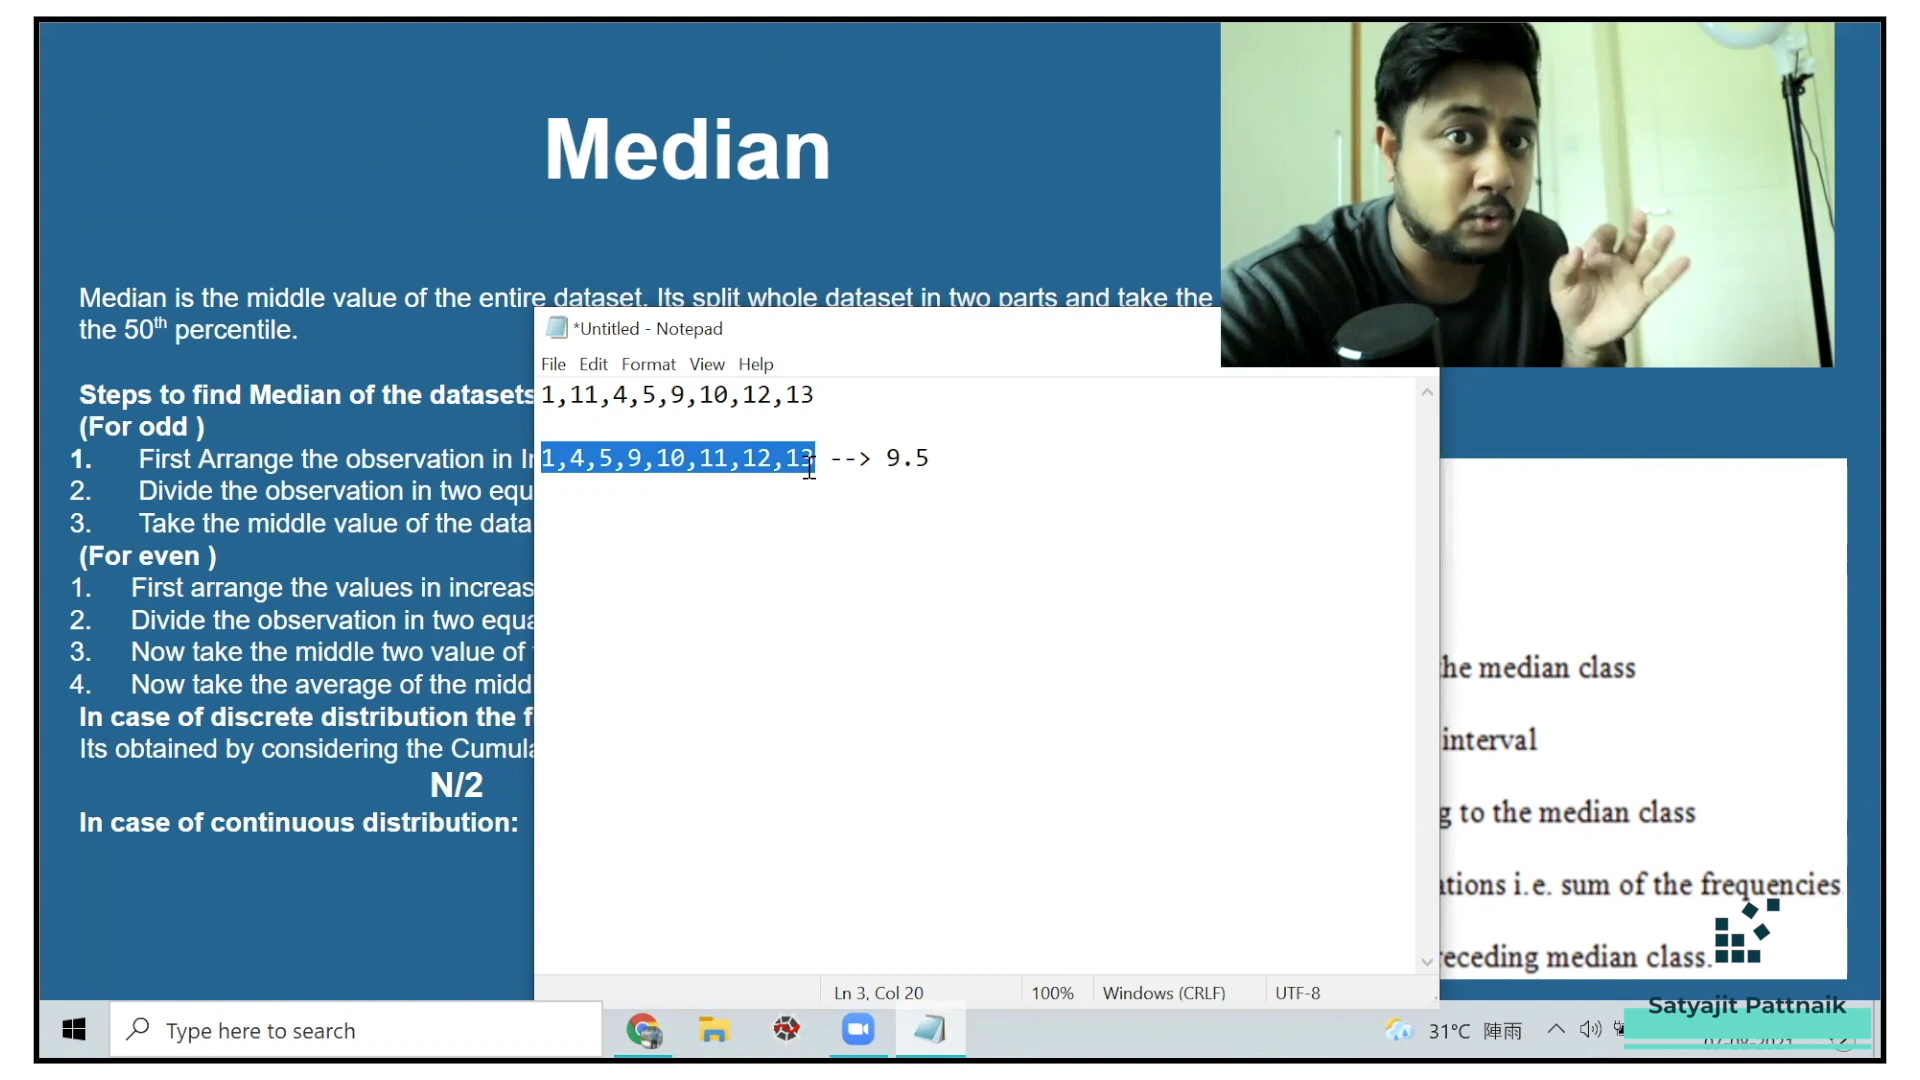 Median
Median is the middle value of the entire dataset. Its split whole dataset in two parts and take the
the 50th percentile.
Steps to find Median of the datasets
(For odd )
1. First Arrange the observation in
2. Divide the observation in two
3. Take the middle value of the data
(For even )
1. First arrange the values in
2. Divide the observation in two
3. Now take the middle two value of
4. Now take the average of the
In case of discrete distribution the
Its obtained by considering the
N/2
In case of continuous distribution:
*Untitled - Notepad
File Edit Format View Help
1,11,4,5,9,10,12,13
1,4,5,9,10,11,12,13 --> 9.5
Ln 3, Col 20 100% Windows (CRLF) UTF-8
the median class
interval
to the median class
i.e. sum of the frequencies
median class.
Satyajit Pattnaik
Type here to search
31°C 陣雨